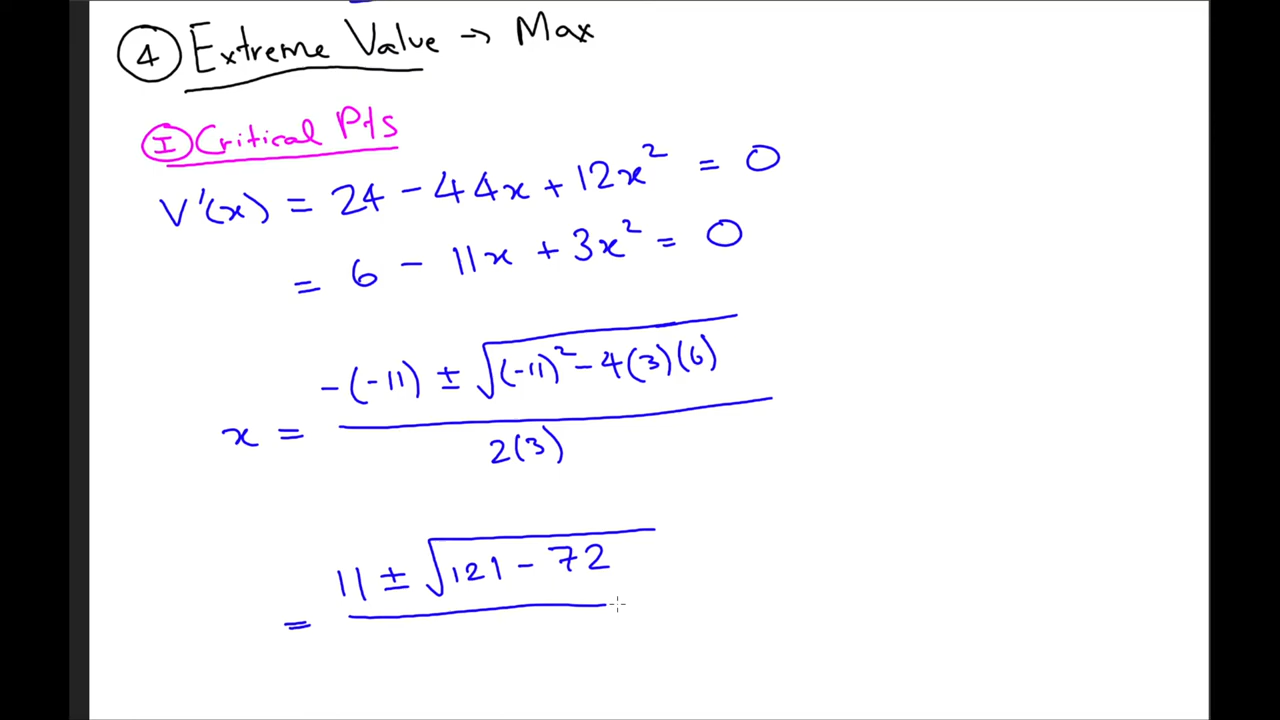 ④ Extreme Value → Max
Ⓘ Critical Pts
V'(x) = 24 - 44x + 12x² = 0
= 6 - 11x + 3x² = 0
x = (-(-11) ± √((-11)² - 4(3)(6))) / 2(3)
= 11 ± √(121 - 72)